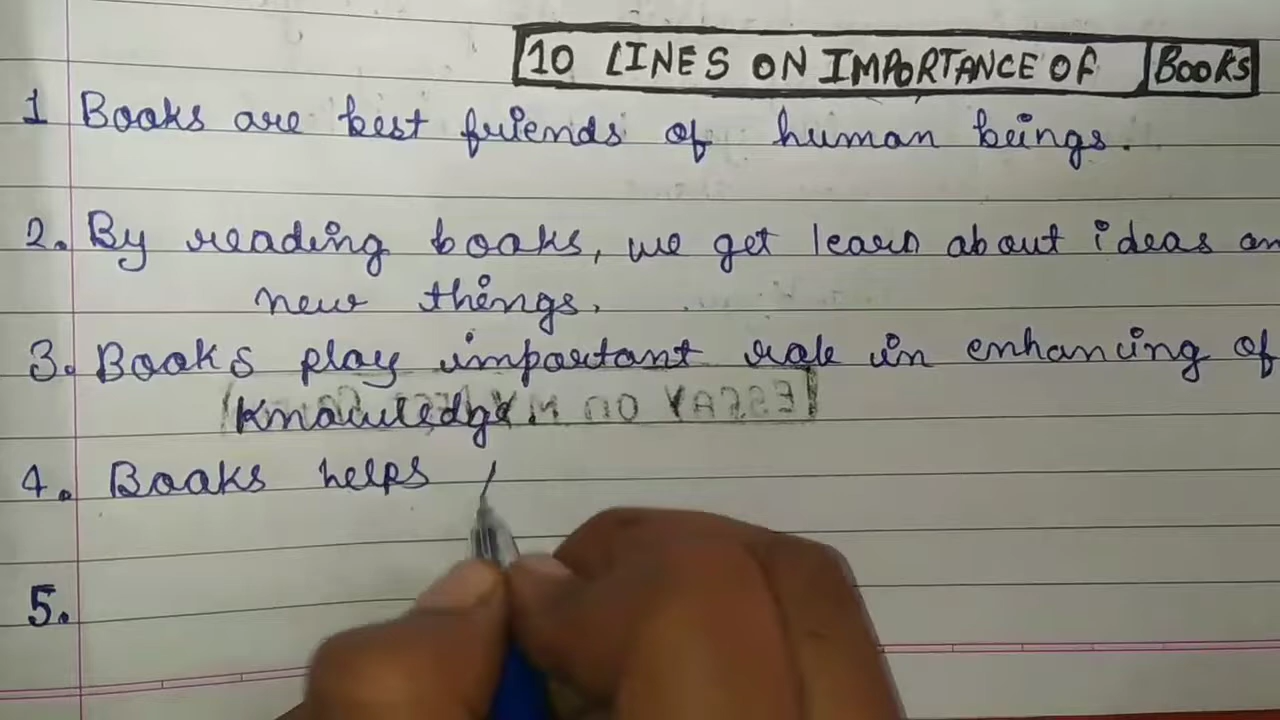 10 LINES ON IMPORTANCE OF BOOKS
1 Books are best friends of human beings.
2. By reading books, we get learn about ideas an
new things.
3. Books play important role in enhancing of
knowledge.
4. Books helps
5.